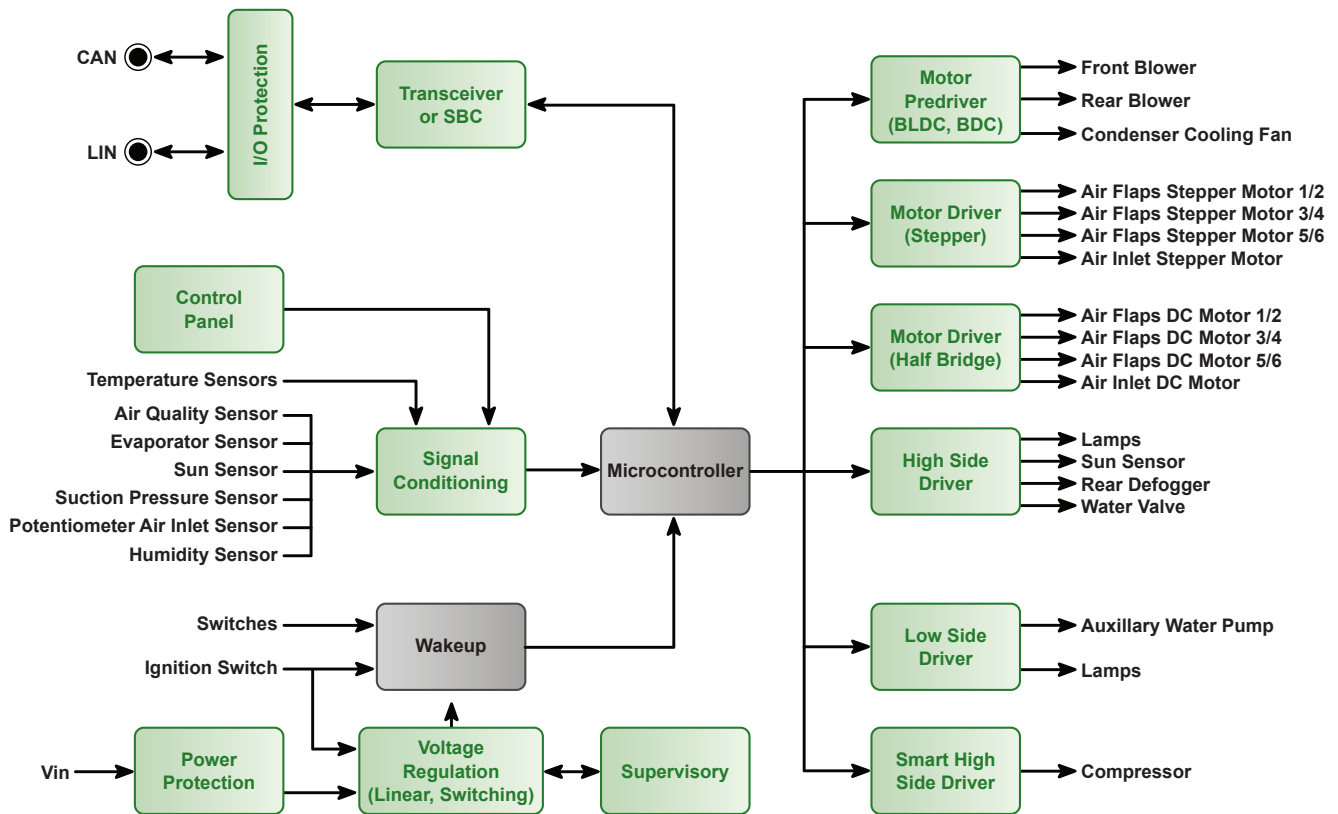 CAN
LIN
I/O Protection
Transceiver
or SBC
Control
Panel
Temperature Sensors
Air Quality Sensor
Evaporator Sensor
Sun Sensor
Suction Pressure Sensor
Potentiometer Air Inlet Sensor
Humidity Sensor
Signal
Conditioning
Microcontroller
Switches
Ignition Switch
Wakeup
Vin
Power
Protection
Voltage
Regulation
(Linear, Switching)
Supervisory
Motor
Predriver
(BLDC, BDC)
Front Blower
Rear Blower
Condenser Cooling Fan
Motor Driver
(Stepper)
Air Flaps Stepper Motor 1/2
Air Flaps Stepper Motor 3/4
Air Flaps Stepper Motor 5/6
Air Inlet Stepper Motor
Motor Driver
(Half Bridge)
Air Flaps DC Motor 1/2
Air Flaps DC Motor 3/4
Air Flaps DC Motor 5/6
Air Inlet DC Motor
High Side
Driver
Lamps
Sun Sensor
Rear Defogger
Water Valve
Low Side
Driver
Auxillary Water Pump
Lamps
Smart High
Side Driver
Compressor